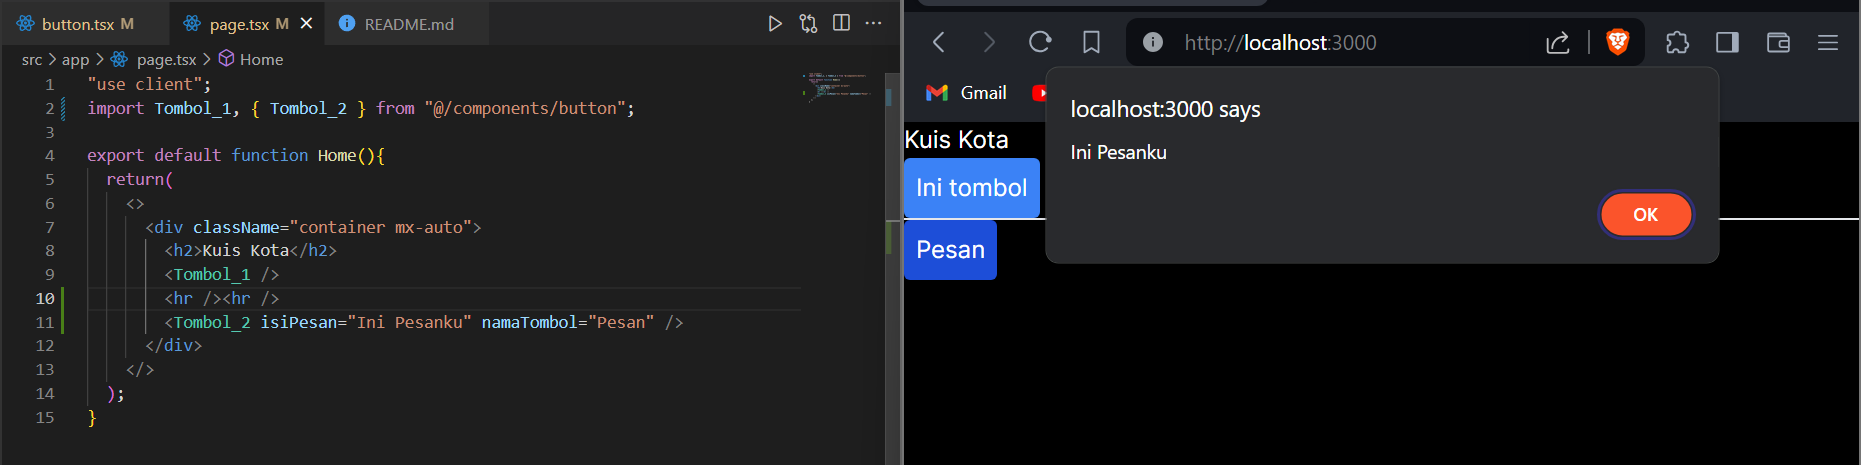 button.tsx M
page.tsx M
README.md
src > app > page.tsx > Home
1 "use client";
2 import Tombol_1, { Tombol_2 } from "@/components/button";
3
4 export default function Home(){
5 return(
6 <>
7 <div className="container mx-auto">
8 <h2>Kuis Kota</h2>
9 <Tombol_1 />
10 <hr /><hr />
11 <Tombol_2 isiPesan="Ini Pesanku" namaTombol="Pesan" />
12 </div>
13 </>
14 );
15 }
http://localhost:3000
Gmail
localhost:3000 says
Ini Pesanku
OK
Kuis Kota
Ini tombol
Pesan